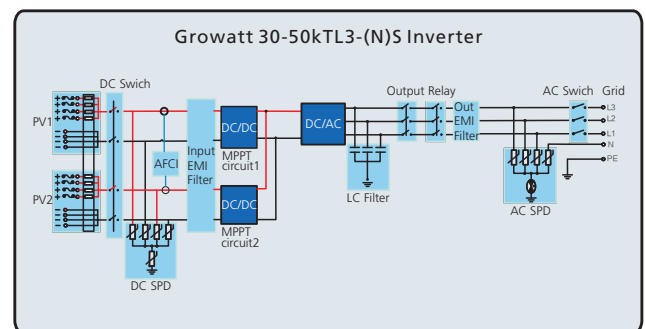 Growatt 30-50kTL3-(N)S Inverter
DC Swich
Output Relay
AC Swich Grid
PV1
PV2
AFCI
Input
EMI
Filter
DC/DC
MPPT
circuit1
DC/DC
MPPT
circuit2
DC/AC
LC Filter
Out
EMI
Filter
L3
L2
L1
N
PE
DC SPD
AC SPD